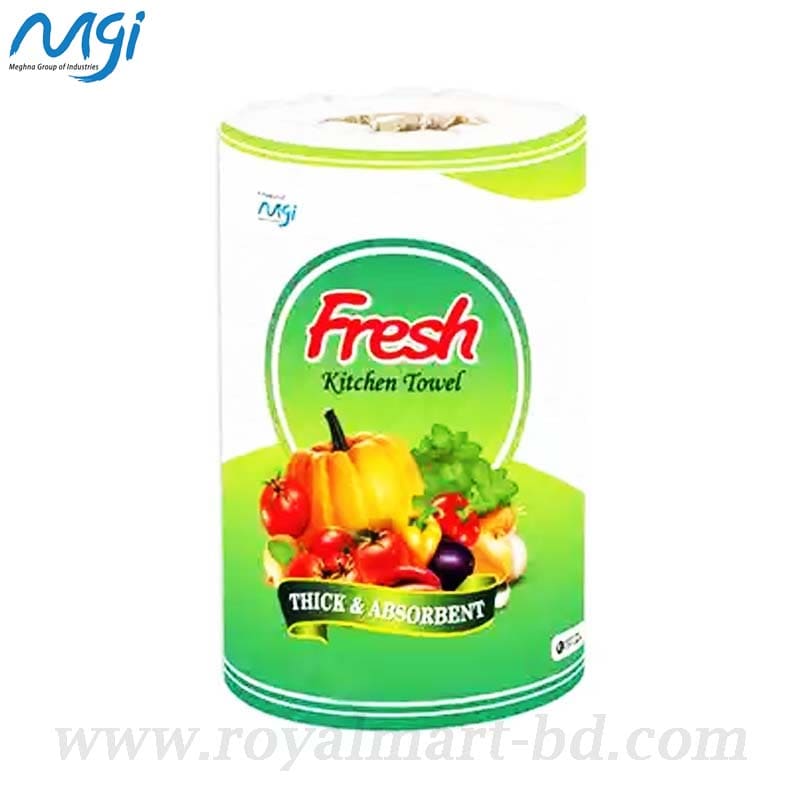 Mgi
Meghna Group of Industries
Mgi
Fresh
Kitchen Towel
THICK & ABSORBENT
www.royalmart-bd.com